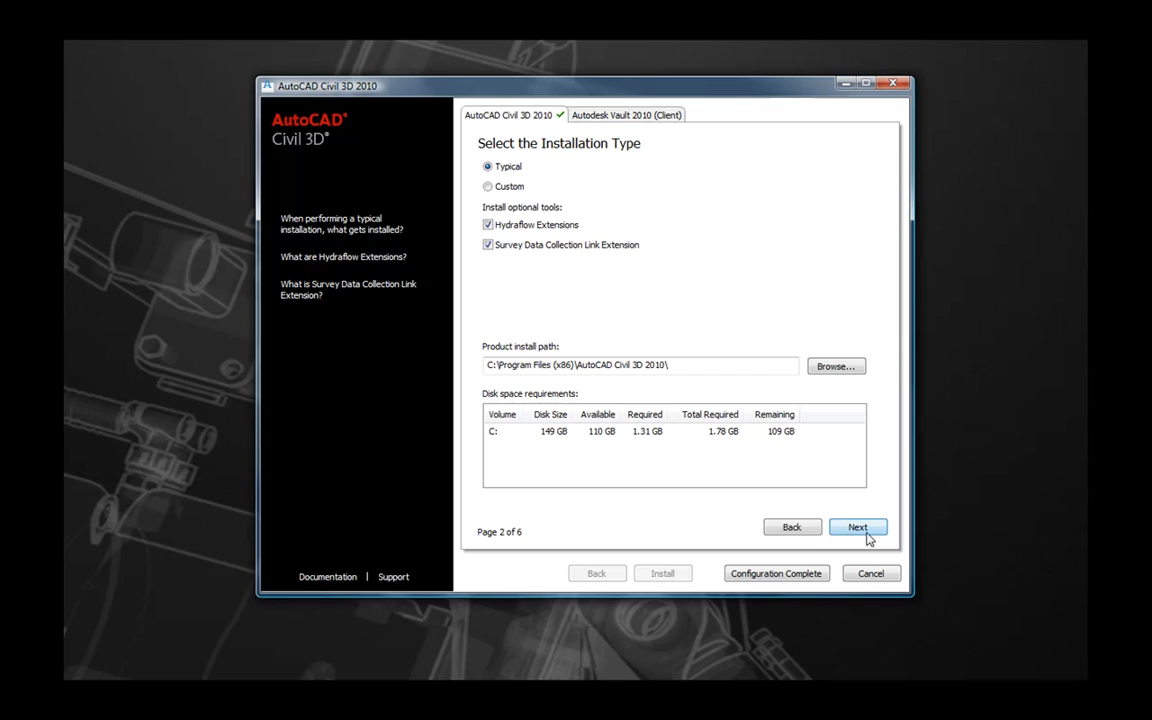 AutoCAD Civil 3D 2010
AutoCAD®
Civil 3D®
When performing a typical
installation, what gets installed?
What are Hydraflow Extensions?
What is Survey Data Collection Link
Extension?
Documentation | Support
AutoCAD Civil 3D 2010 Autodesk Vault 2010 (Client)
Select the Installation Type
Typical
Custom
Install optional tools:
Hydraflow Extensions
Survey Data Collection Link Extension
Product install path:
C:\Program Files (x86)\AutoCAD Civil 3D 2010\ Browse...
Disk space requirements:
Volume Disk Size Available Required Total Required Remaining
C: 149 GB 110 GB 1.31 GB 1.78 GB 109 GB
Page 2 of 6 Back Next
Back Install Configuration Complete Cancel